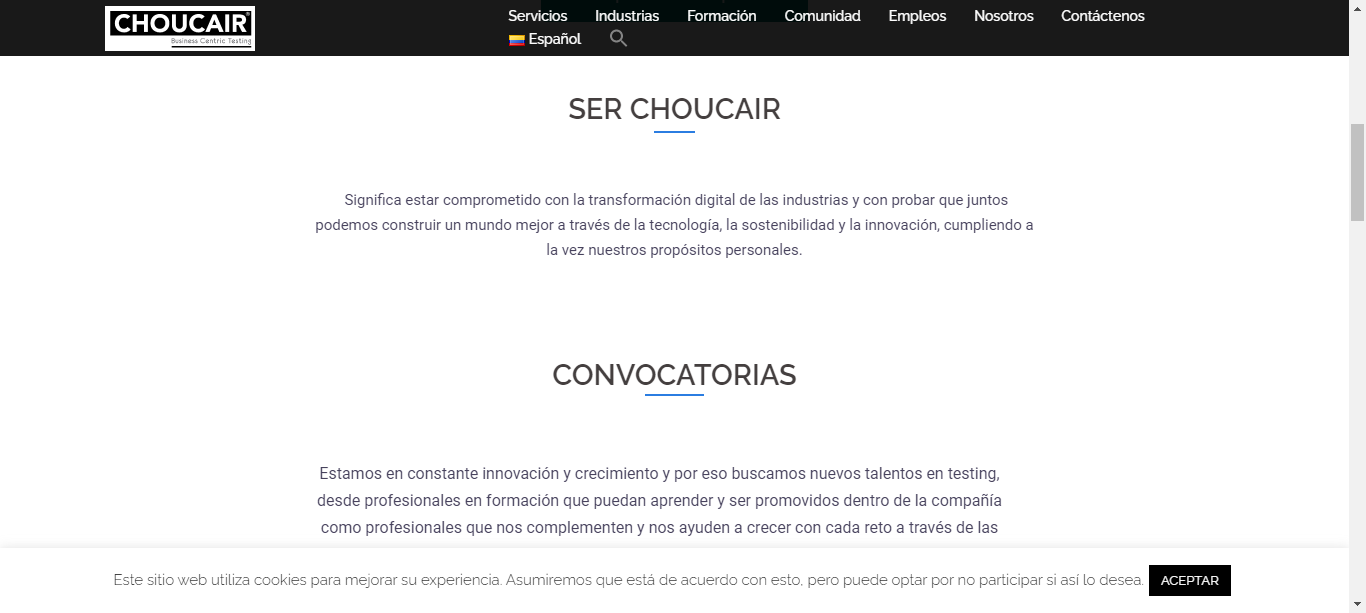 CHOUCAIR
Business Centric Testing
Servicios Industrias Formación Comunidad Empleos Nosotros Contáctenos
Español
SER CHOUCAIR
Significa estar comprometido con la transformación digital de las industrias y con probar que juntos
podemos construir un mundo mejor a través de la tecnología, la sostenibilidad y la innovación, cumpliendo a
la vez nuestros propósitos personales.
CONVOCATORIAS
Estamos en constante innovación y crecimiento y por eso buscamos nuevos talentos en testing,
desde profesionales en formación que puedan aprender y ser promovidos dentro de la compañía
como profesionales que nos complementen y nos ayuden a crecer con cada reto a través de las
Este sitio web utiliza cookies para mejorar su experiencia. Asumiremos que está de acuerdo con esto, pero puede optar por no participar si así lo desea. ACEPTAR